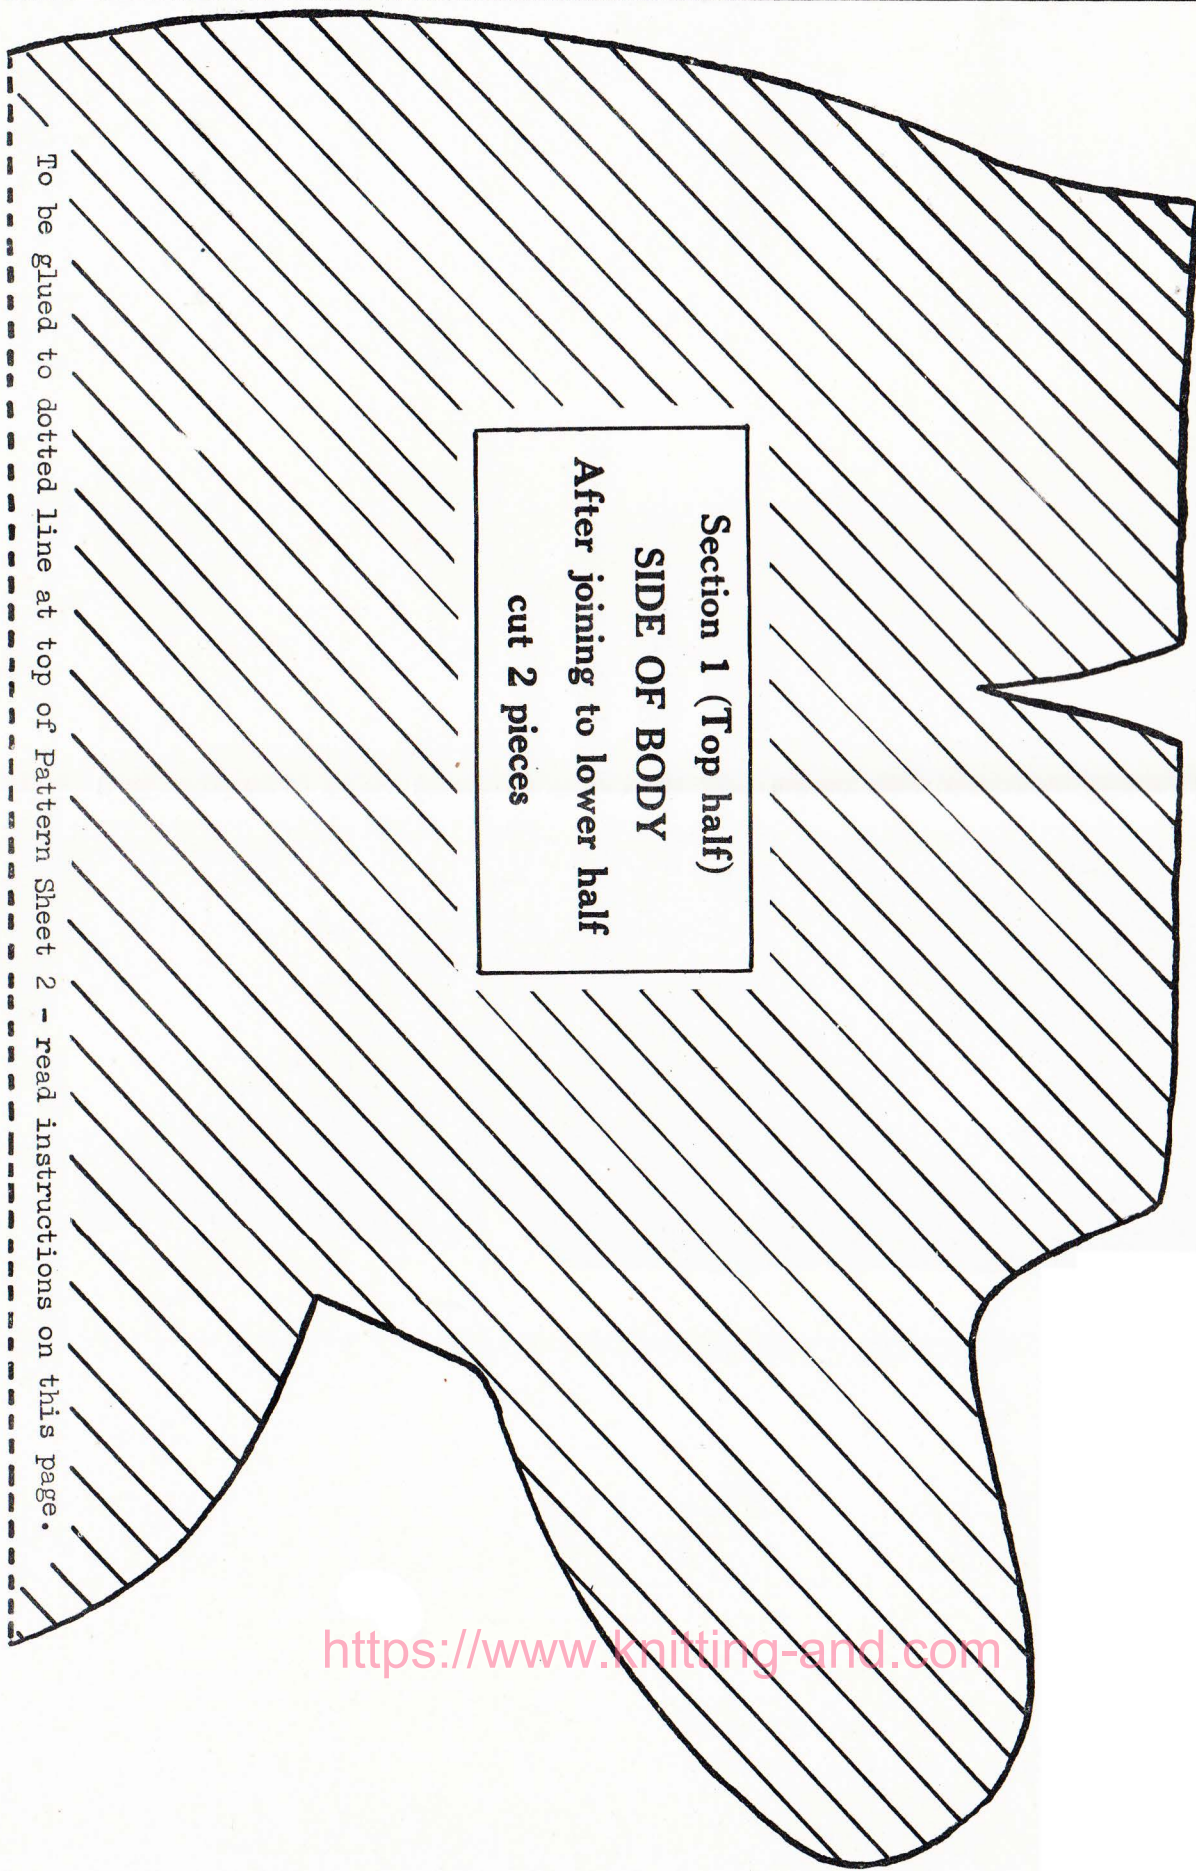 Section 1 (Top half)
SIDE OF BODY
After joining to lower half
cut 2 pieces
To be glued to dotted line at top of Pattern Sheet 2 - read instructions on this page.
https://www.knitting-and.com